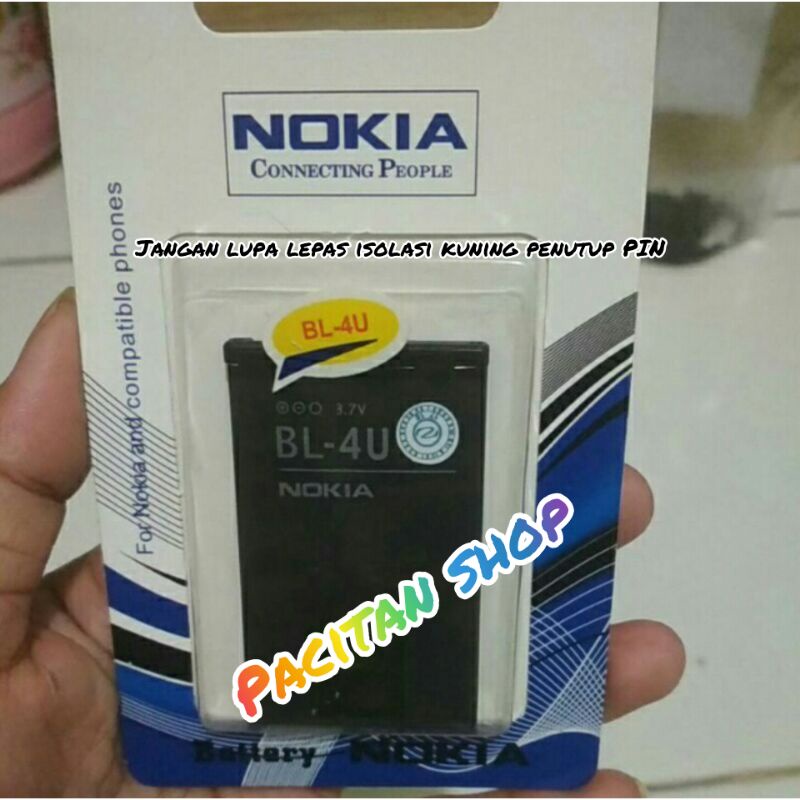 NOKIA
CONNECTING PEOPLE
JANGAN LUPA LEPAS ISOLASI KUNING PENUTUP PIN
For Nokia and compatible phones
BL-4U
3.7V
BL-4U
NOKIA
PACITAN SHOP
Battery NOKIA